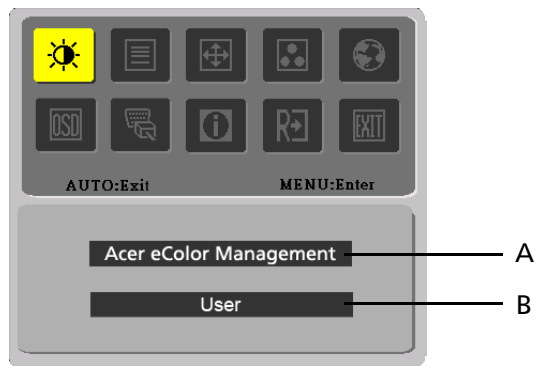 OSD
R
EXIT
AUTO:Exit MENU:Enter
Acer eColor Management A
User B